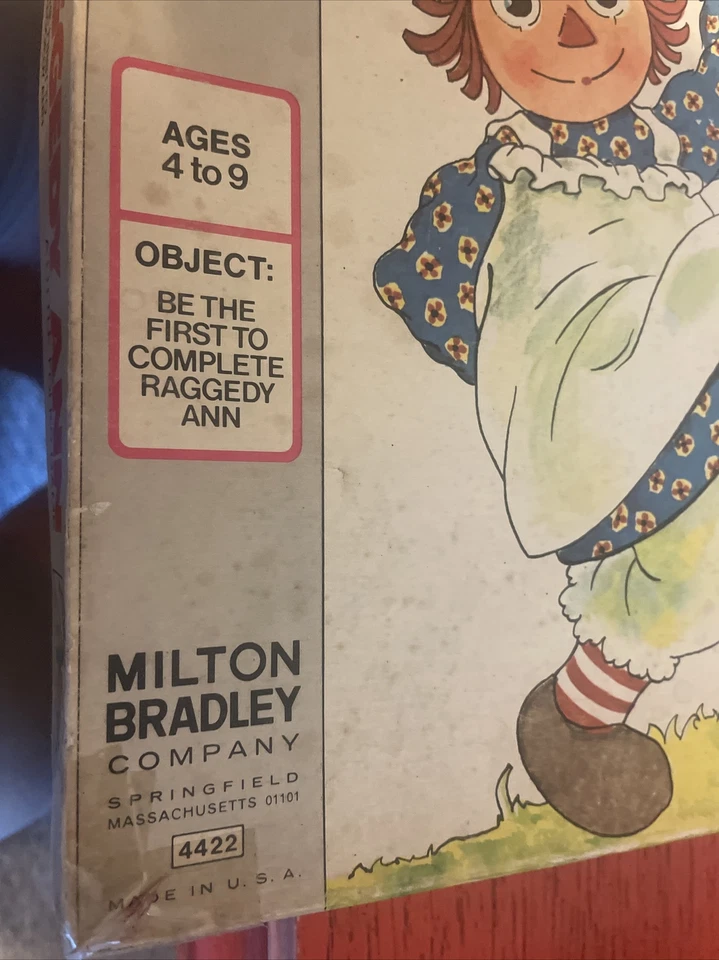 AGES
4 to 9
OBJECT:
BE THE
FIRST TO
COMPLETE
RAGGEDY
ANN
MILTON
BRADLEY
COMPANY
SPRINGFIELD
MASSACHUSETTS 01101
4422
MADE IN U.S.A.